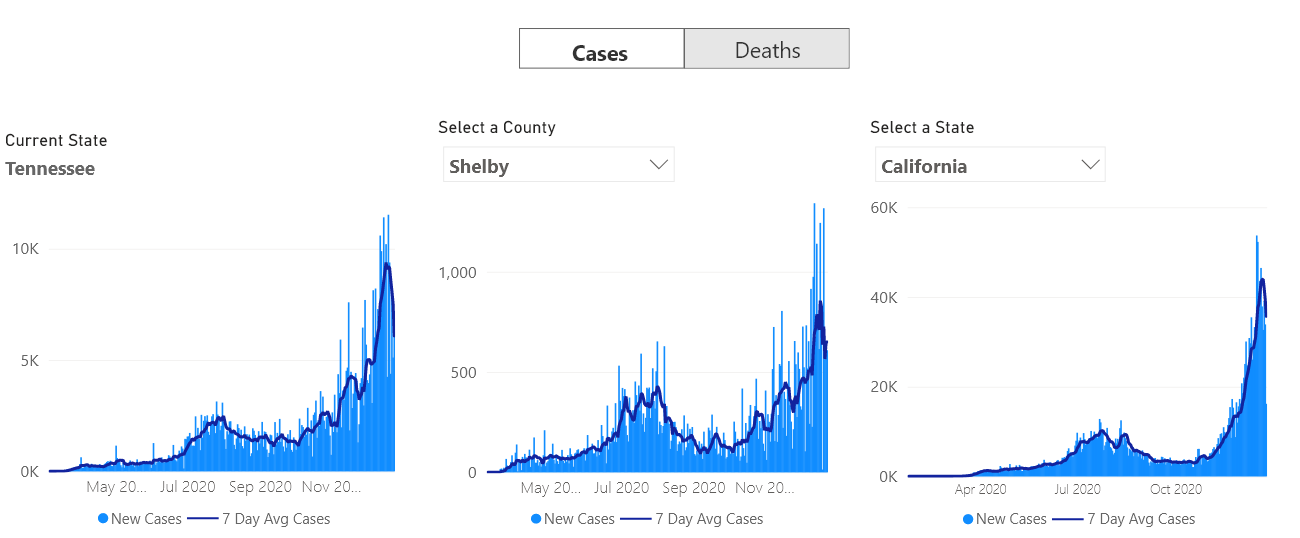 Cases
Deaths
Current State
Tennessee
10K
5K
0K
May 20...
Jul 2020
Sep 2020
Nov 20...
New Cases
7 Day Avg Cases
Select a County
Shelby
1,000
500
0
May 20...
Jul 2020
Sep 2020
Nov 20...
New Cases
7 Day Avg Cases
Select a State
California
60K
40K
20K
0K
Apr 2020
Jul 2020
Oct 2020
New Cases
7 Day Avg Cases